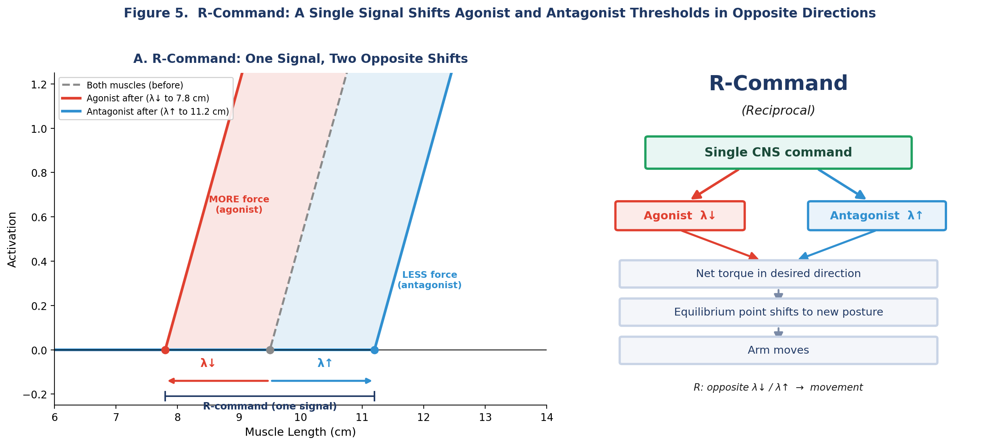 Figure 5.  R-Command: A Single Signal Shifts Agonist and Antagonist Thresholds in Opposite Directions
A. R-Command: One Signal, Two Opposite Shifts
Both muscles (before)
Agonist after (λ↓ to 7.8 cm)
Antagonist after (λ↑ to 11.2 cm)
1.2
1.0
0.8
0.6
0.4
0.2
0.0
−0.2
Activation
MORE force
(agonist)
LESS force
(antagonist)
λ↓
λ↑
R-command (one signal)
6
7
8
9
10
11
12
13
14
Muscle Length (cm)
R-Command
(Reciprocal)
Single CNS command
Agonist  λ↓
Antagonist  λ↑
Net torque in desired direction
Equilibrium point shifts to new posture
Arm moves
R: opposite λ↓ / λ↑  →  movement